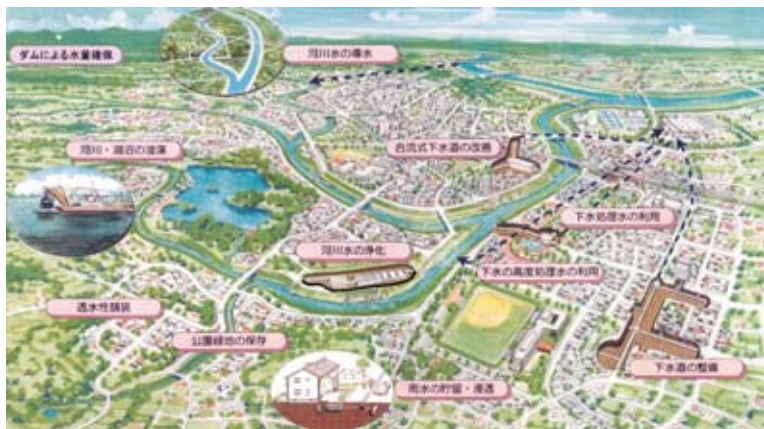 ダムによる水量確保
河川水の導水
河川・湖沼の浚渫
合流式下水道の改善
下水処理水の利用
河川水の浄化
下水の高度処理水の利用
透水性舗装
公園緑地の保存
雨水の貯留・浸透
下水道の整備